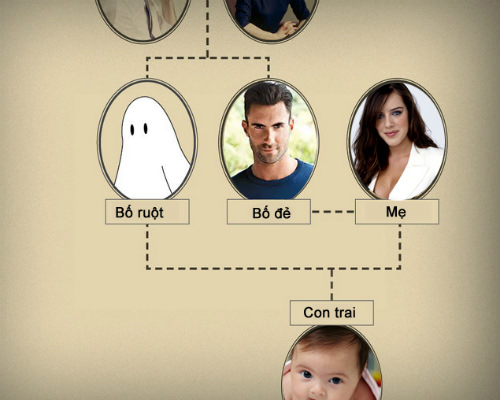 Bố ruột
Bố đẻ
Mẹ
Con trai